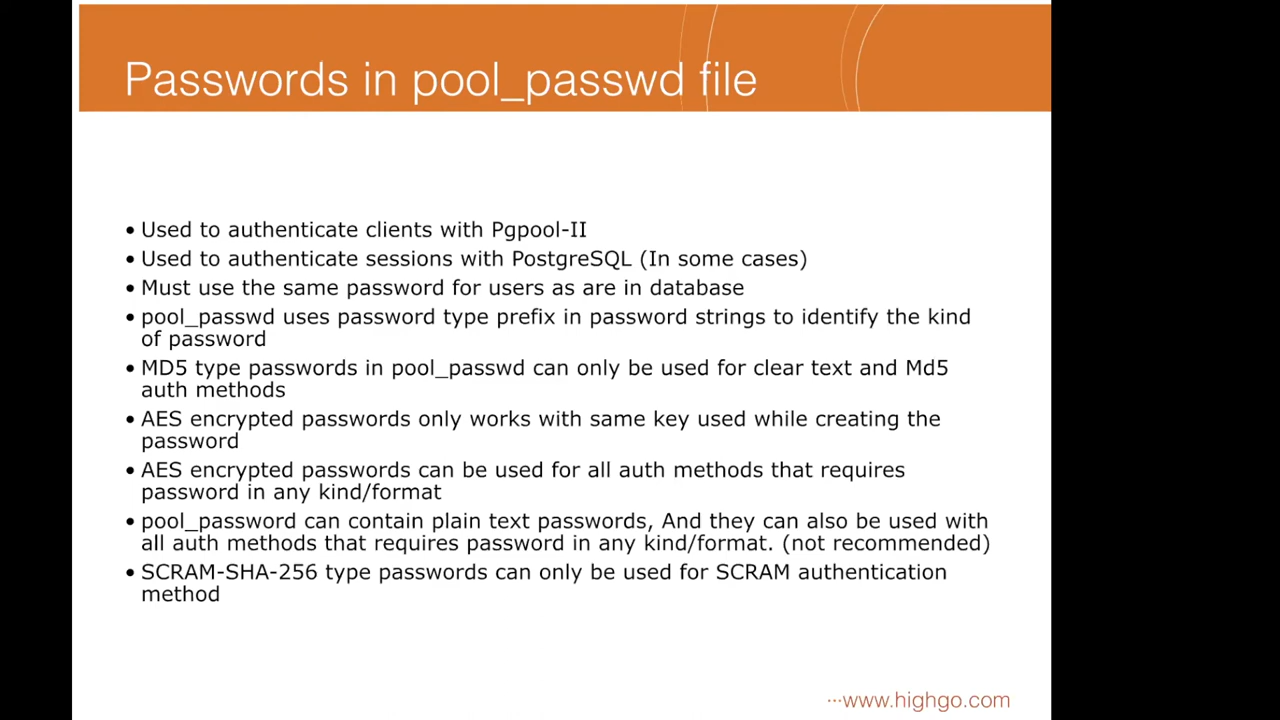 Passwords in pool_passwd file
• Used to authenticate clients with Pgpool-II
• Used to authenticate sessions with PostgreSQL (In some cases)
• Must use the same password for users as are in database
• pool_passwd uses password type prefix in password strings to identify the kind
of password
• MD5 type passwords in pool_passwd can only be used for clear text and Md5
auth methods
• AES encrypted passwords only works with same key used while creating the
password
• AES encrypted passwords can be used for all auth methods that requires
password in any kind/format
• pool_password can contain plain text passwords, And they can also be used with
all auth methods that requires password in any kind/format. (not recommended)
• SCRAM-SHA-256 type passwords can only be used for SCRAM authentication
method
···www.highgo.com